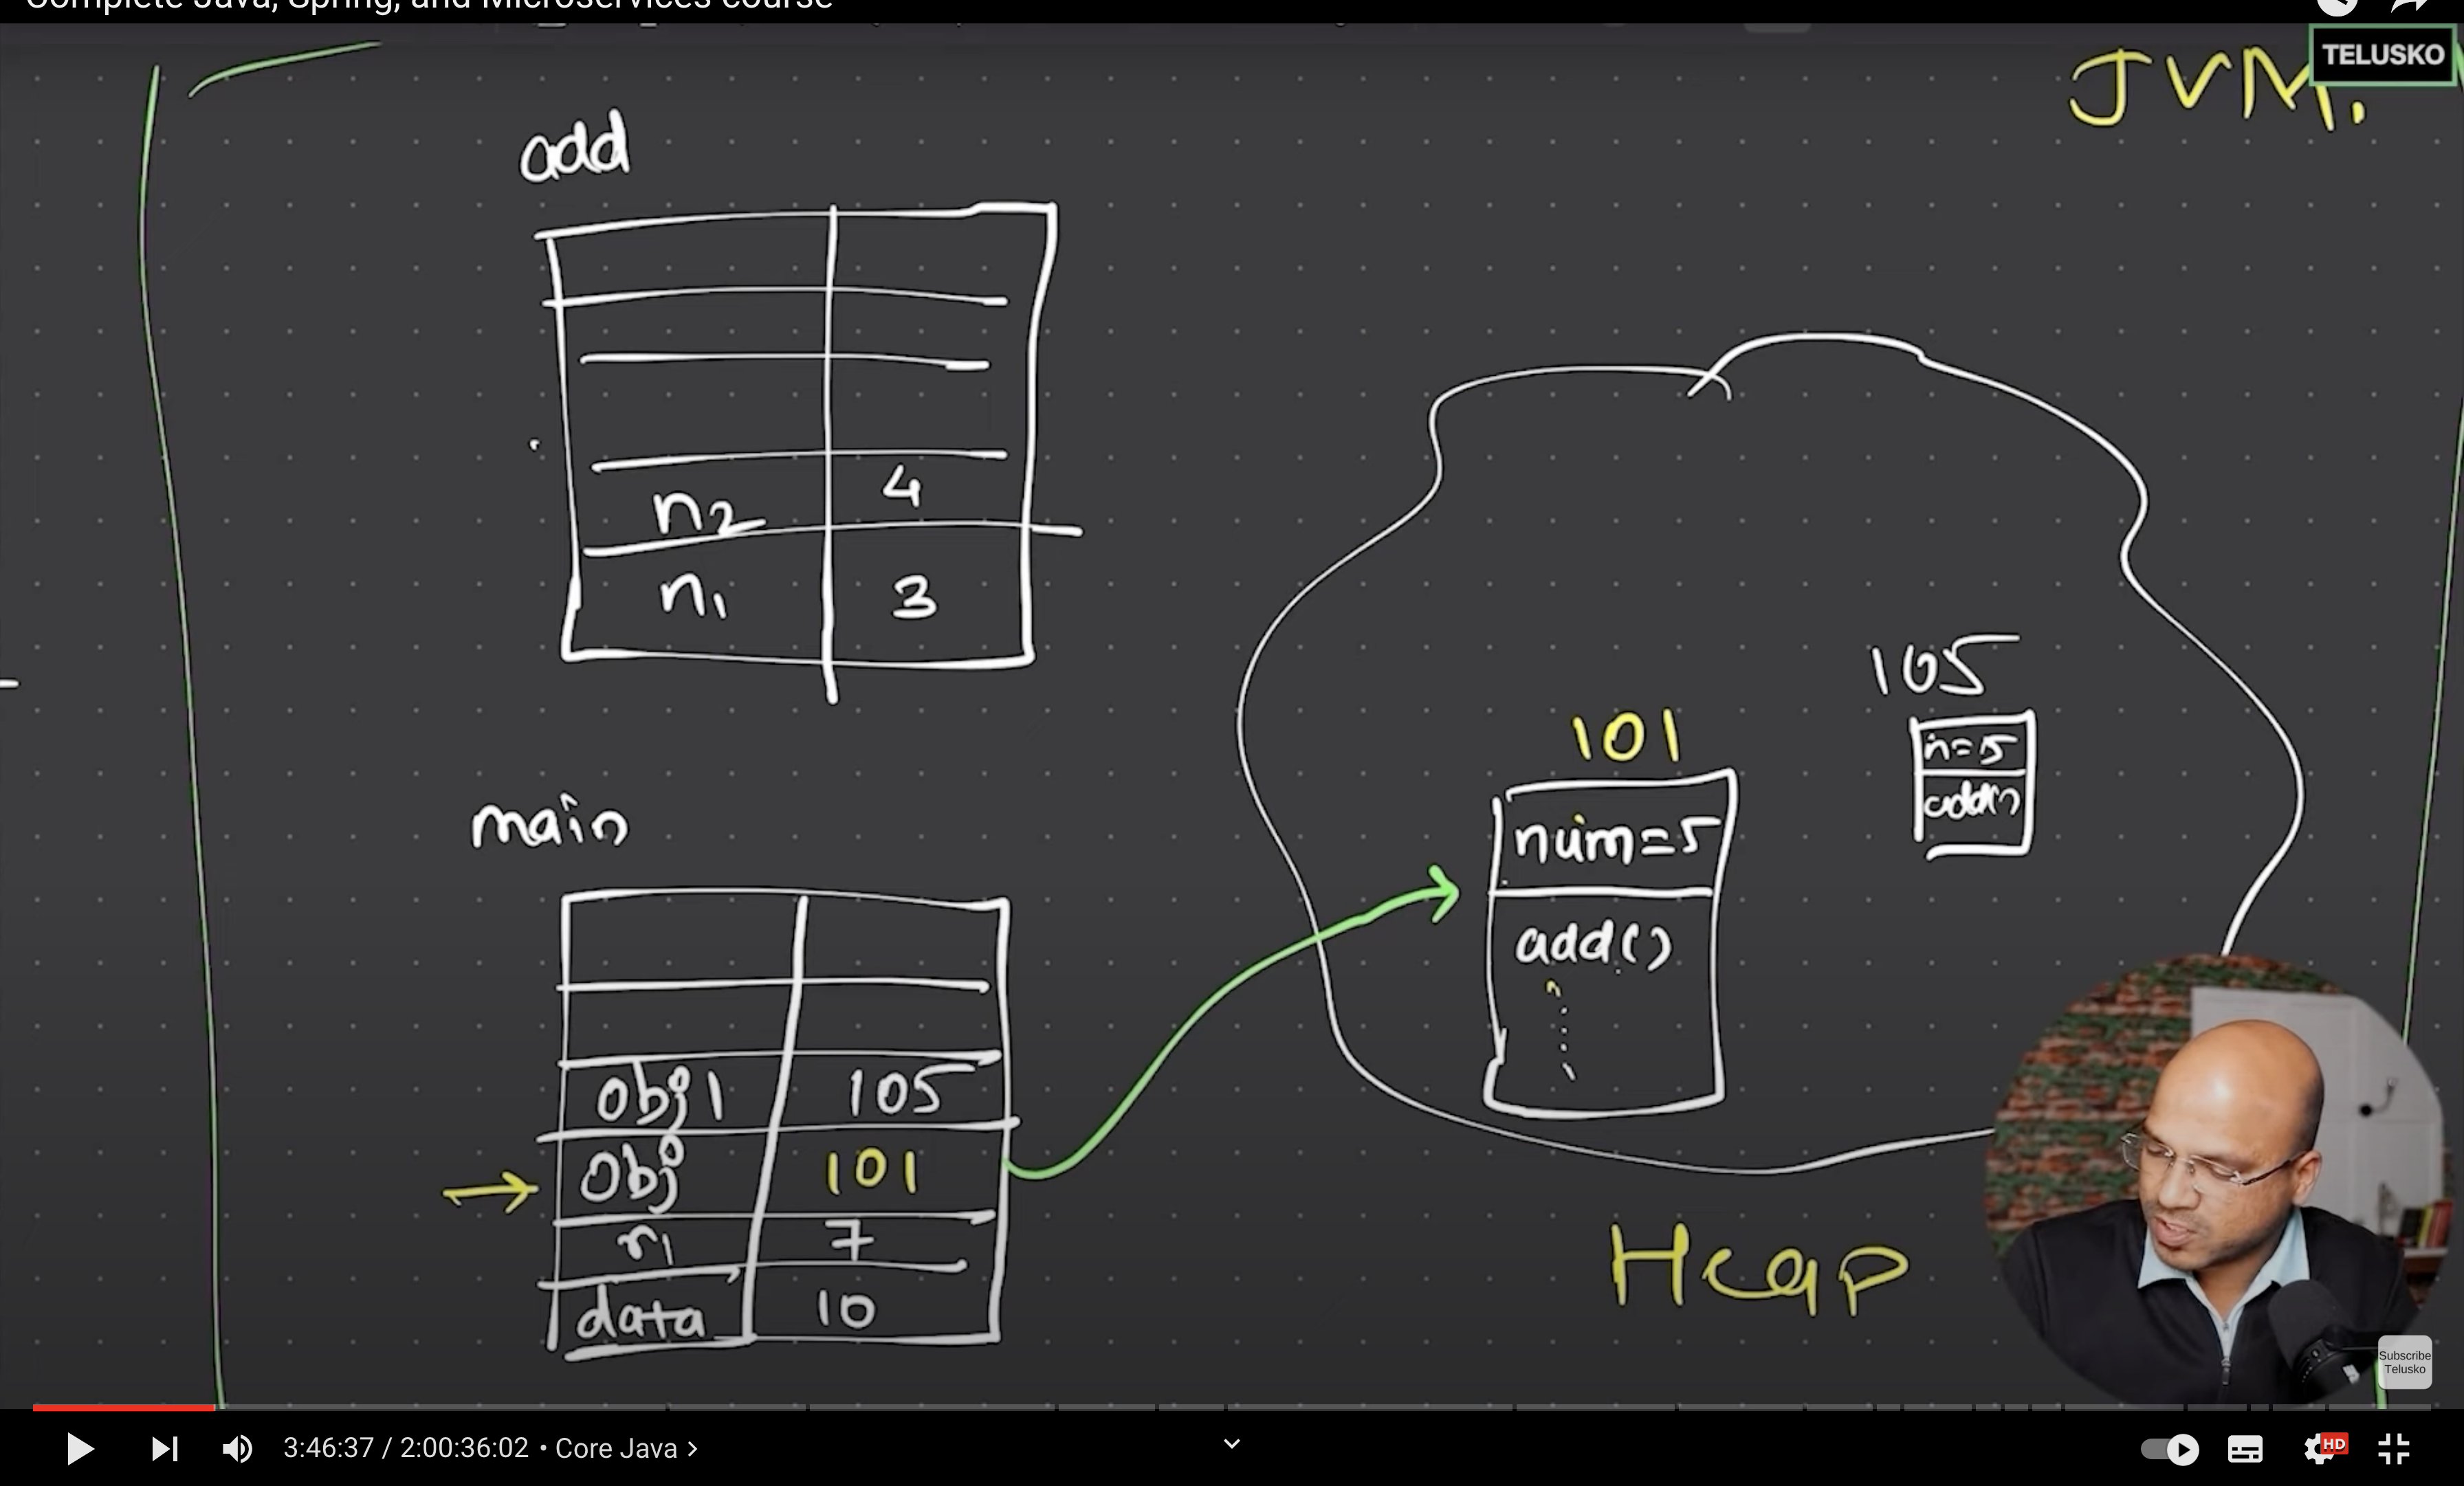 Complete Java, Spring, and Microservices course
JVM.
TELUSKO
add
n2 4
n1 3
main
obj1 105
obj 101
n1 7
data 10
101
num=5
add()
105
n=5
add()
Heap
Subscribe
Telusko
3:46:37 / 2:00:36:02 • Core Java >
HD